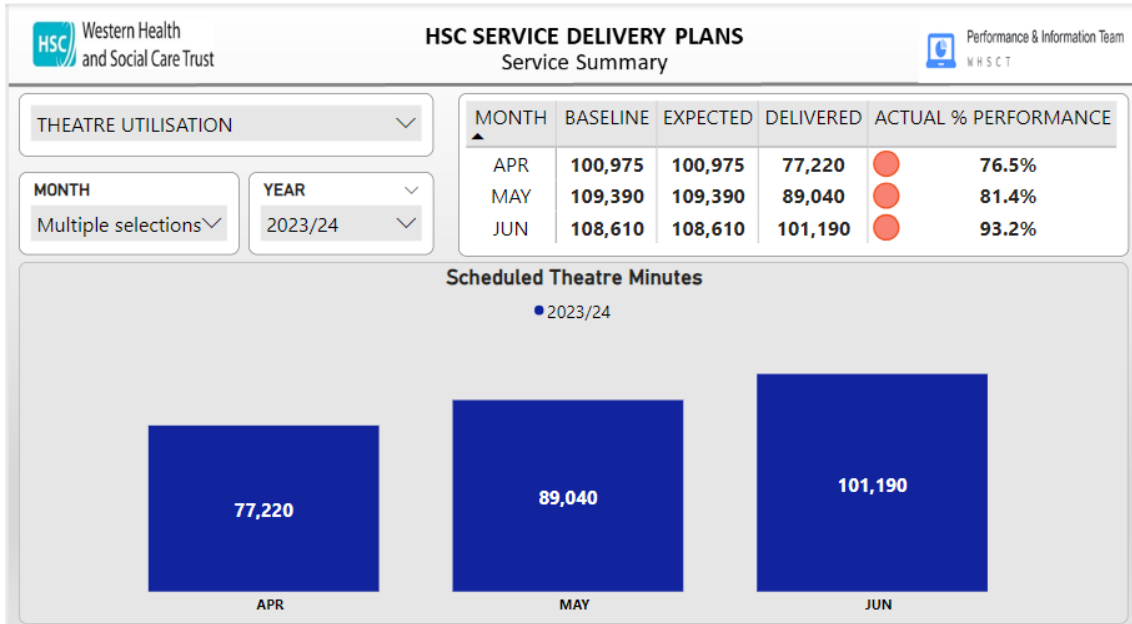 HSC Western Health
and Social Care Trust
HSC SERVICE DELIVERY PLANS
Service Summary
Performance & Information Team
WHSCT
THEATRE UTILISATION
MONTH
Multiple selections
YEAR
2023/24
MONTH BASELINE EXPECTED DELIVERED ACTUAL % PERFORMANCE
APR 100,975 100,975 77,220 76.5%
MAY 109,390 109,390 89,040 81.4%
JUN 108,610 108,610 101,190 93.2%
Scheduled Theatre Minutes
2023/24
77,220
89,040
101,190
APR MAY JUN